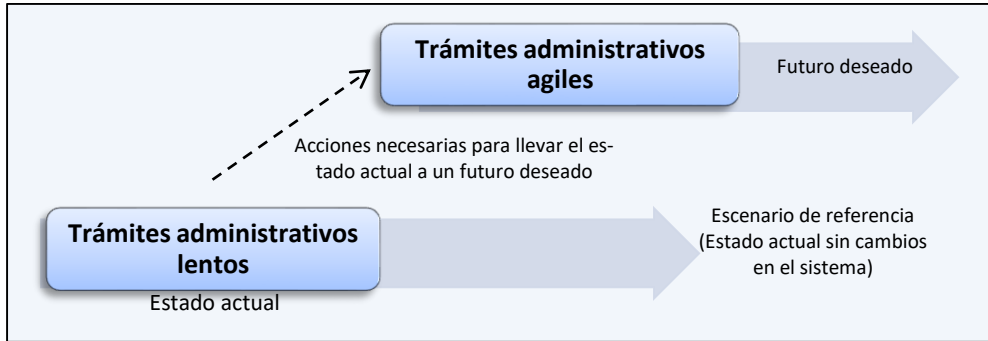 Trámites administrativos
agiles
Futuro deseado
Acciones necesarias para llevar el es-
tado actual a un futuro deseado
Trámites administrativos
lentos
Estado actual
Escenario de referencia
(Estado actual sin cambios
en el sistema)